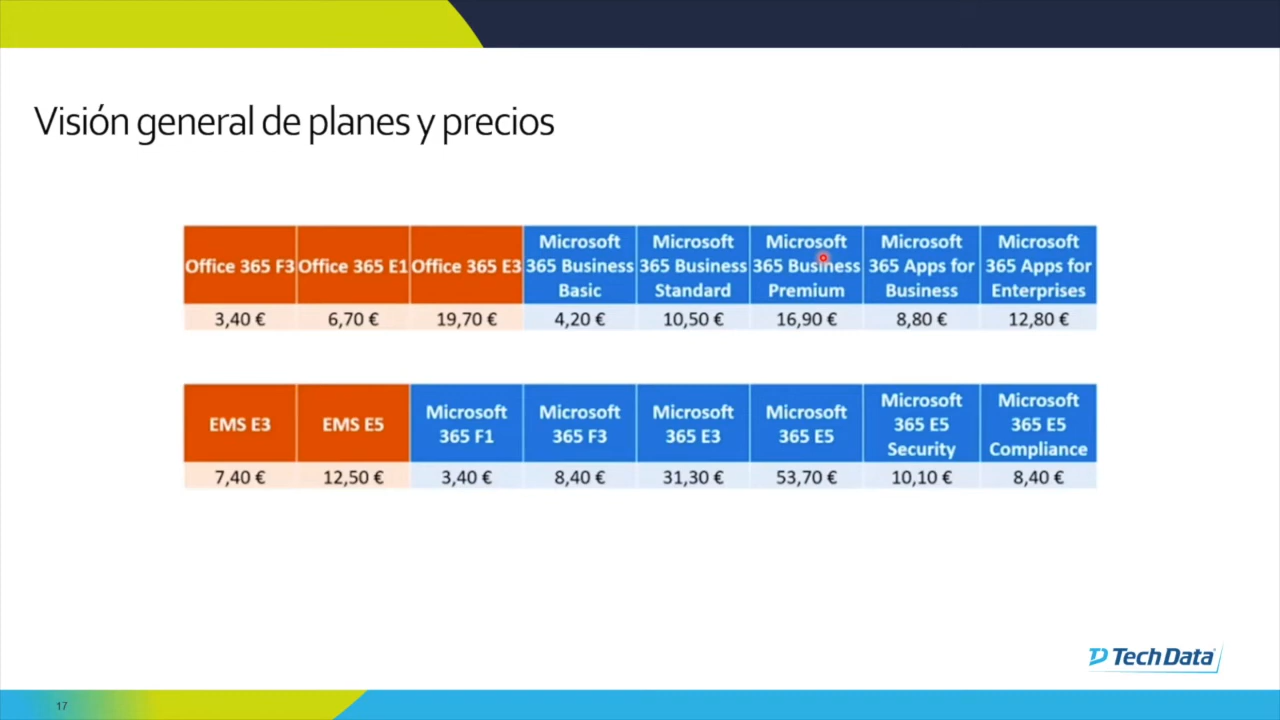 Visión general de planes y precios
Office 365 F3
Office 365 E1
Office 365 E3
Microsoft
365 Business
Basic
Microsoft
365 Business
Standard
Microsoft
365 Business
Premium
Microsoft
365 Apps for
Business
Microsoft
365 Apps for
Enterprises
3,40 €
6,70 €
19,70 €
4,20 €
10,50 €
16,90 €
8,80 €
12,80 €
EMS E3
EMS E5
Microsoft
365 F1
Microsoft
365 F3
Microsoft
365 E3
Microsoft
365 E5
Microsoft
365 E5
Security
Microsoft
365 E5
Compliance
7,40 €
12,50 €
3,40 €
8,40 €
31,30 €
53,70 €
10,10 €
8,40 €
Tech Data
17